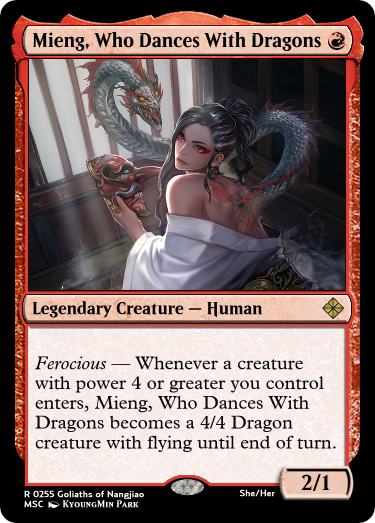 Mieng, Who Dances With Dragons
Legendary Creature — Human
Ferocious — Whenever a creature
with power 4 or greater you control
enters, Mieng, Who Dances With
Dragons becomes a 4/4 Dragon
creature with flying until end of turn.
2/1
R 0255 Goliaths of Nangjiao
She/Her
MSC KyoungMin Park